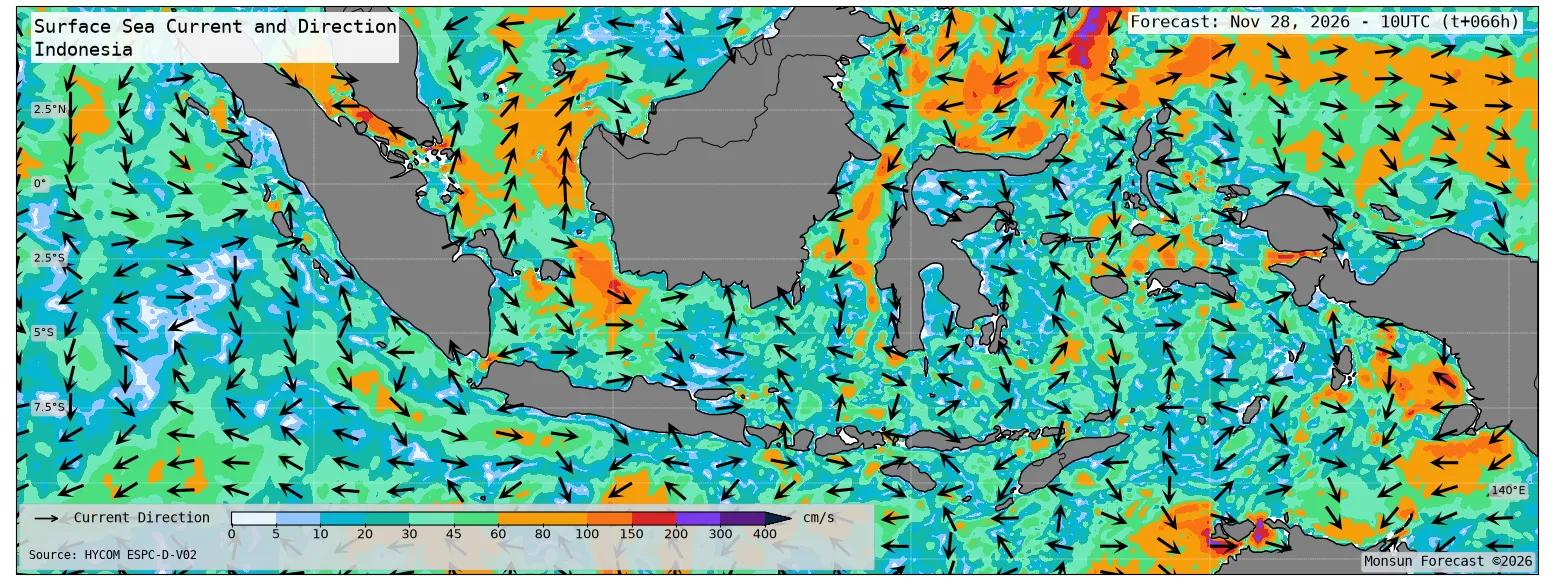 Surface Sea Current and Direction
Indonesia
Forecast: Nov 28, 2026 - 10UTC (t+066h)
2.5°N
0°
2.5°S
5°S
7.5°S
140°E
Current Direction
0 5 10 20 30 45 60 80 100 150 200 300 400 cm/s
Source: HYCOM ESPC-D-V02
Monsun Forecast ©2026